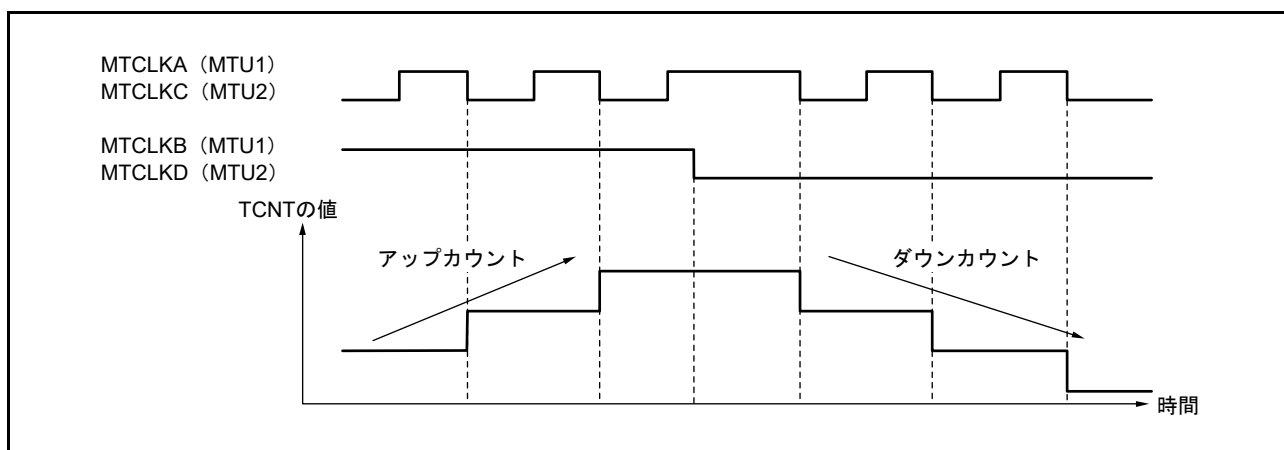 MTCLKA（MTU1）
MTCLKC（MTU2）
MTCLKB（MTU1）
MTCLKD（MTU2）
TCNTの値
アップカウント
ダウンカウント
時間